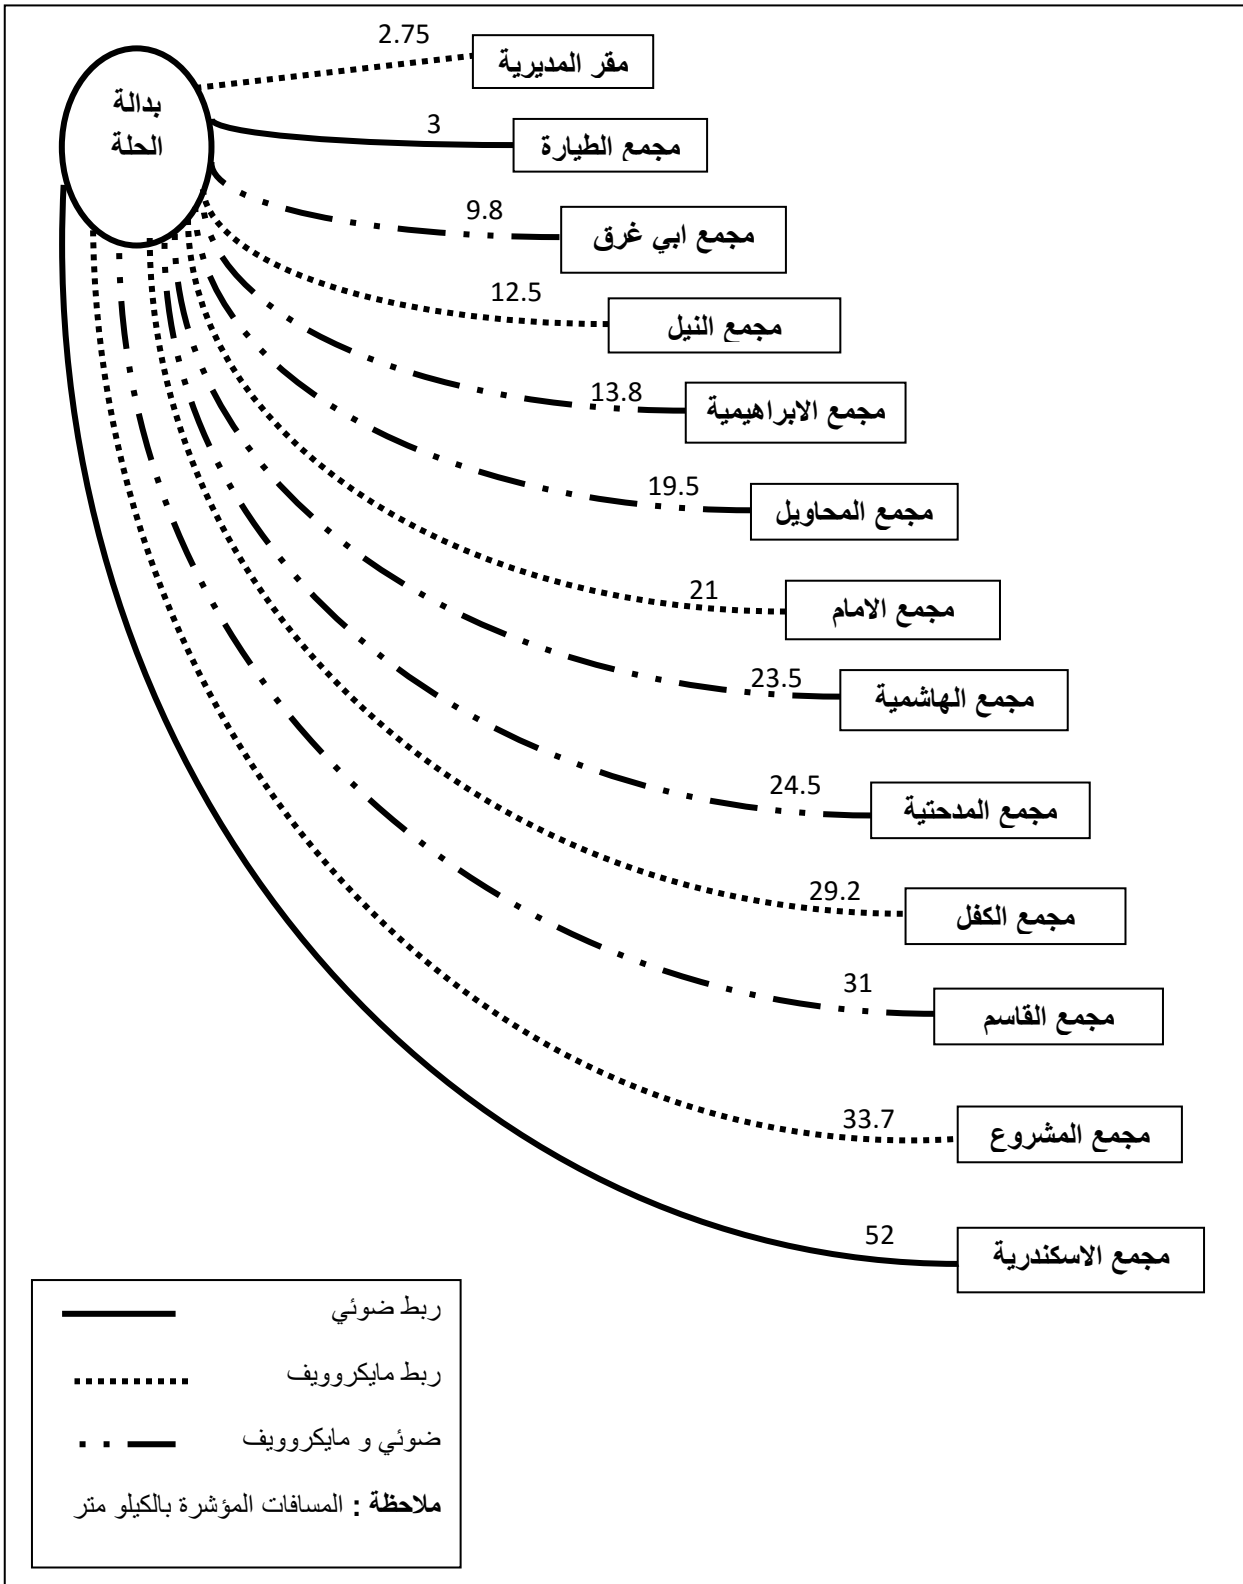 2.75
مقر المديرية
بدالة
الحلة
3
مجمع الطيارة
9.8
مجمع ابي غرق
12.5
مجمع النيل
13.8
مجمع الابراهيمية
19.5
مجمع المحاويل
21
مجمع الامام
23.5
مجمع الهاشمية
24.5
مجمع المدحتية
29.2
مجمع الكفل
31
مجمع القاسم
33.7
مجمع المشروع
52
مجمع الاسكندرية
ربط ضوئي
ربط مايكروويف
ضوئي و مايكروويف
ملاحظة : المسافات المؤشرة بالكيلو متر